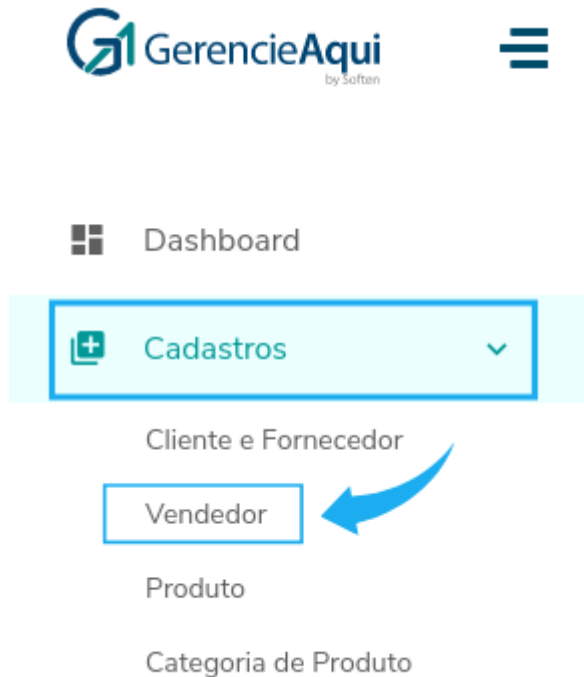 GerencieAqui
by Soften
Dashboard
Cadastros
Cliente e Fornecedor
Vendedor
Produto
Categoria de Produto